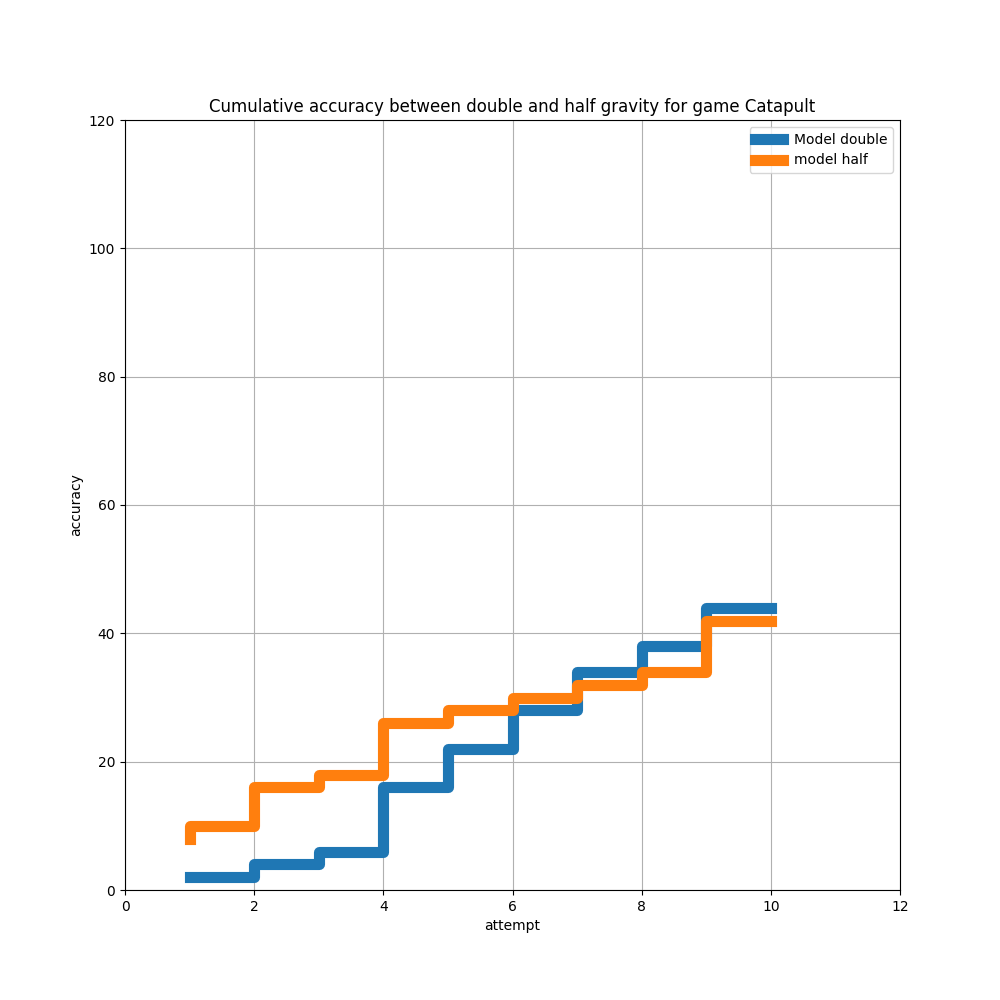 Cumulative accuracy between double and half gravity for game Catapult
120
100
80
60
40
20
0
accuracy
Model double
model half
0 2 4 6 8 10 12
attempt